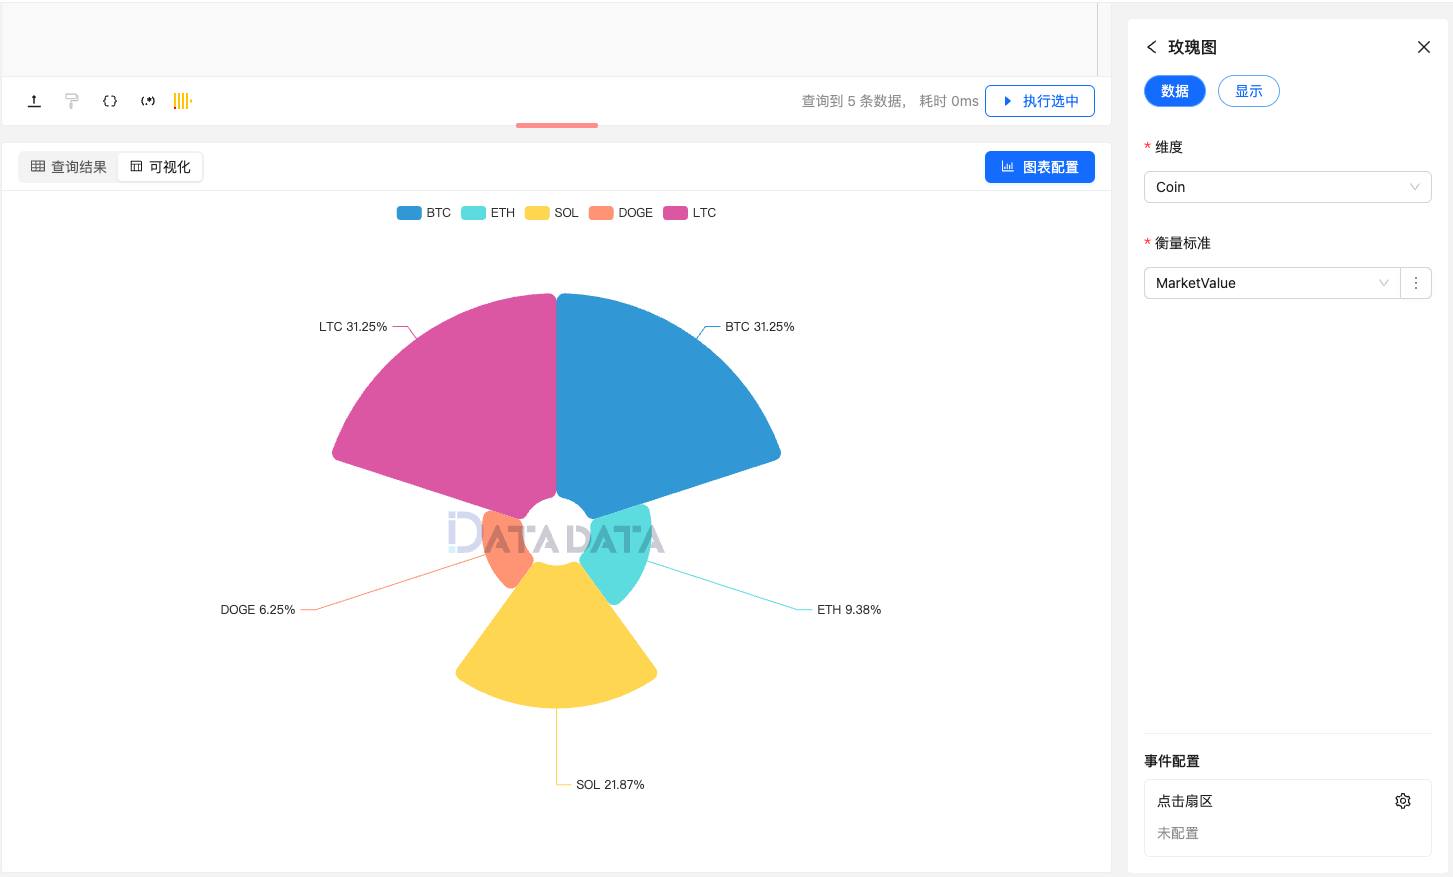 查询到 5 条数据， 耗时 0ms
执行选中
查询结果
可视化
图表配置
BTC ETH SOL DOGE LTC
LTC 31.25%
BTC 31.25%
DATADATA
DOGE 6.25%
ETH 9.38%
SOL 21.87%
玫瑰图
数据
显示
* 维度
Coin
* 衡量标准
MarketValue
事件配置
点击扇区
未配置